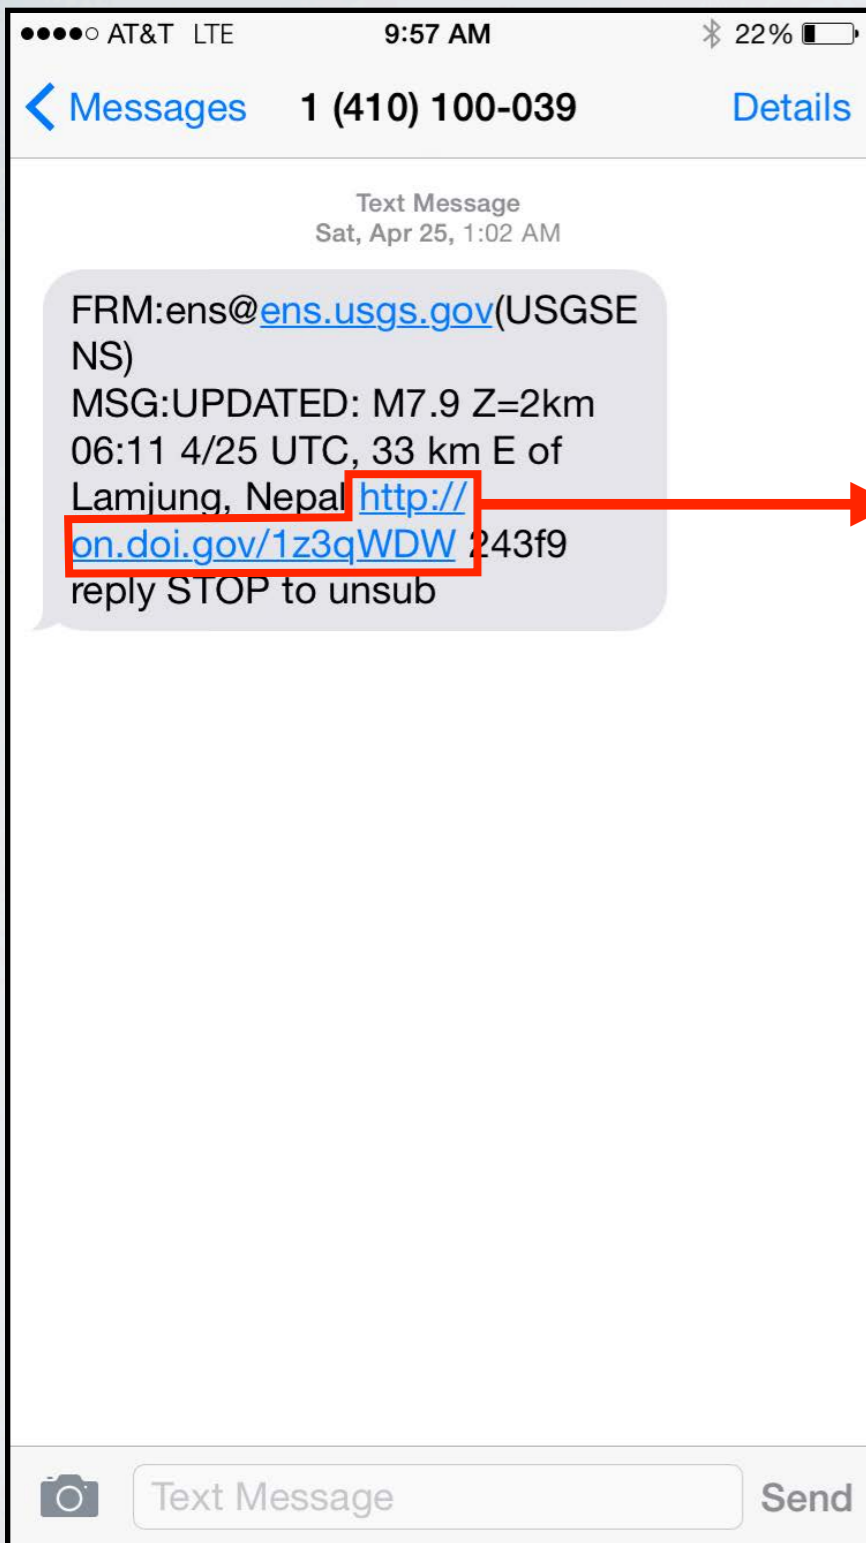 AT&T LTE 9:57 AM 22%
Messages 1 (410) 100-039 Details
Text Message
Sat, Apr 25, 1:02 AM
FRM:ens@ens.usgs.gov(USGSE
NS)
MSG:UPDATED: M7.9 Z=2km
06:11 4/25 UTC, 33 km E of
Lamjung, Nepal http://
on.doi.gov/1z3qWDW 243f9
reply STOP to unsub
Text Message Send